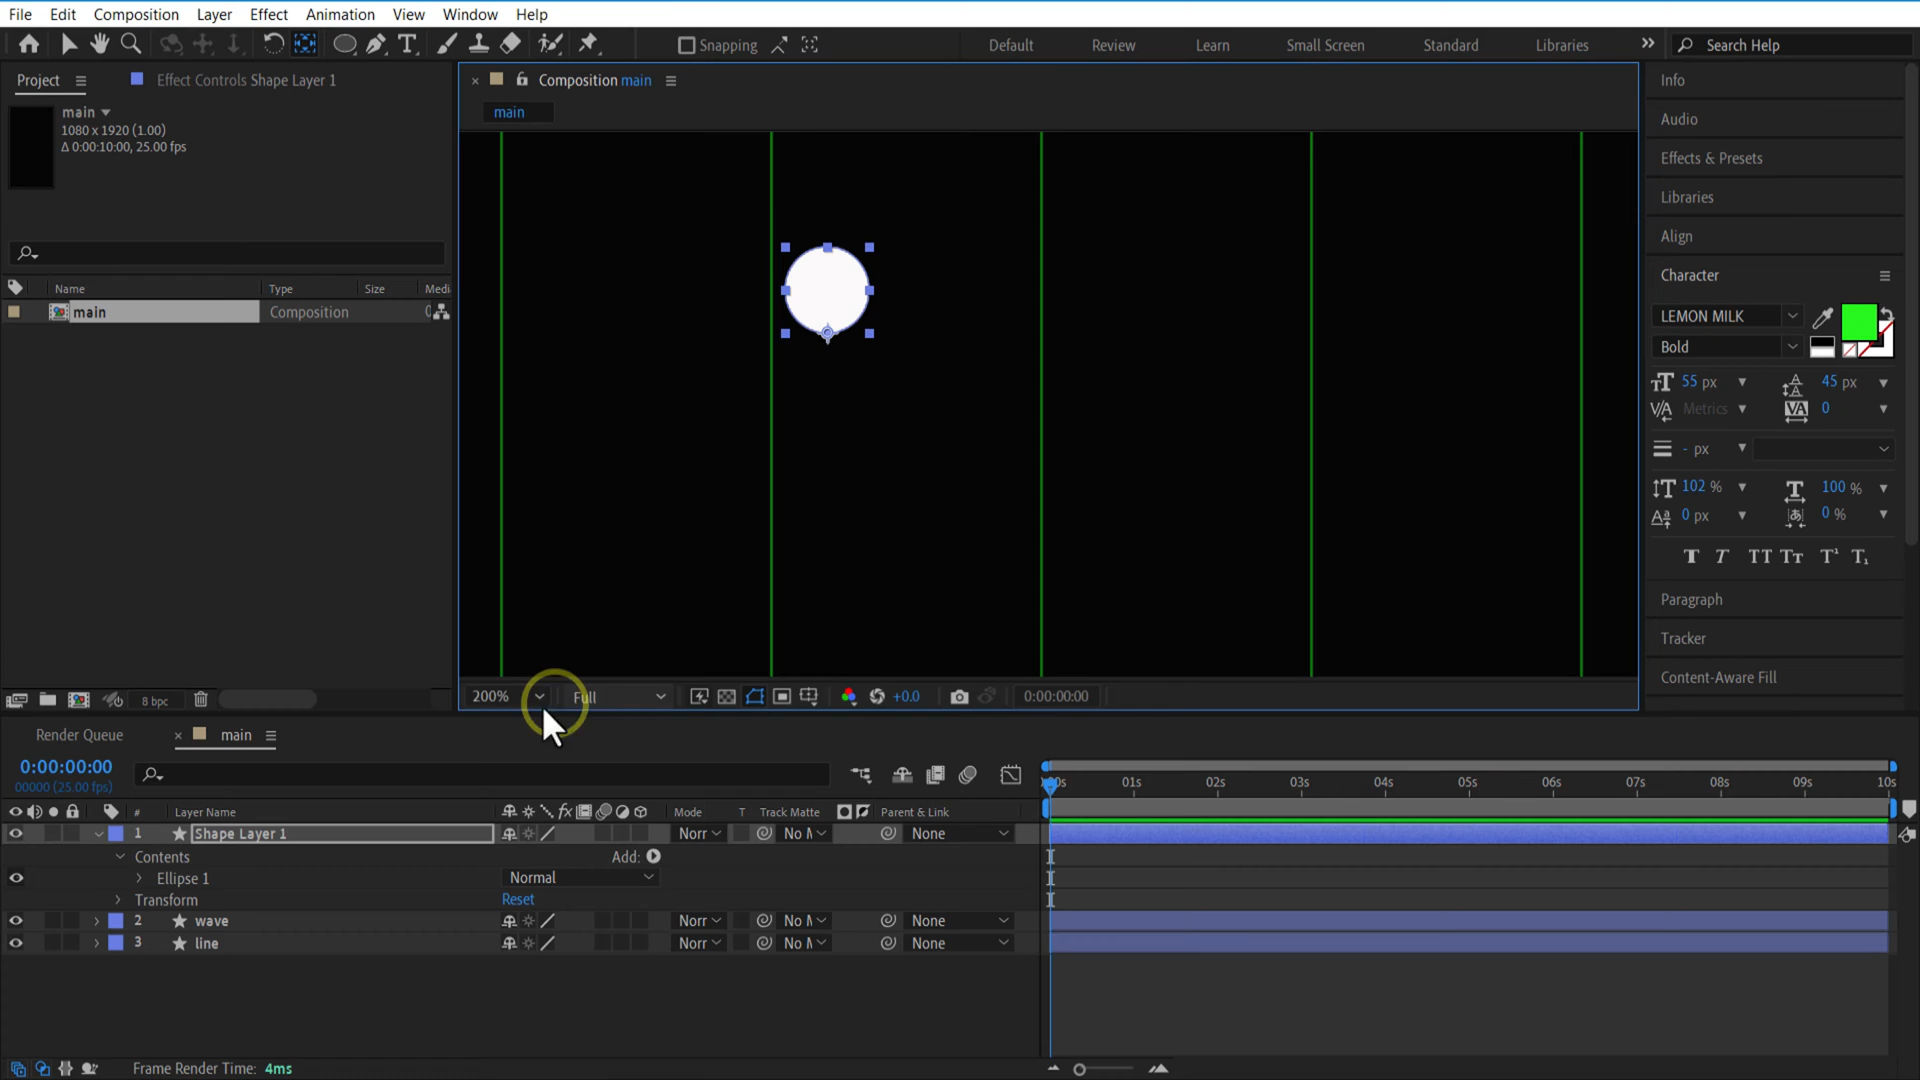 File Edit Composition Layer Effect Animation View Window Help
Snapping Default Review Learn Small Screen Standard Libraries Search Help
Project Effect Controls Shape Layer 1
main
1080 x 1920 (1.00)
Δ 0:00:10:00, 25.00 fps
Name Type Size Medi
main Composition
8 bpc
Composition main
main
200% Full +0.0 0:00:00:00
Info
Audio
Effects & Presets
Libraries
Align
Character
LEMON MILK
Bold
55 px 45 px
Metrics 0
- px
102 % 100 %
0 px 0 %
Paragraph
Tracker
Content-Aware Fill
Render Queue main
0:00:00:00
00000 (25.00 fps)
01s 02s 03s 04s 05s 06s 07s 08s 09s 10s
# Layer Name Mode T Track Matte Parent & Link
1 Shape Layer 1 Norr No M None
Contents Add:
Ellipse 1 Normal
Transform Reset
2 wave Norr No M None
3 line Norr No M None
Frame Render Time: 4ms